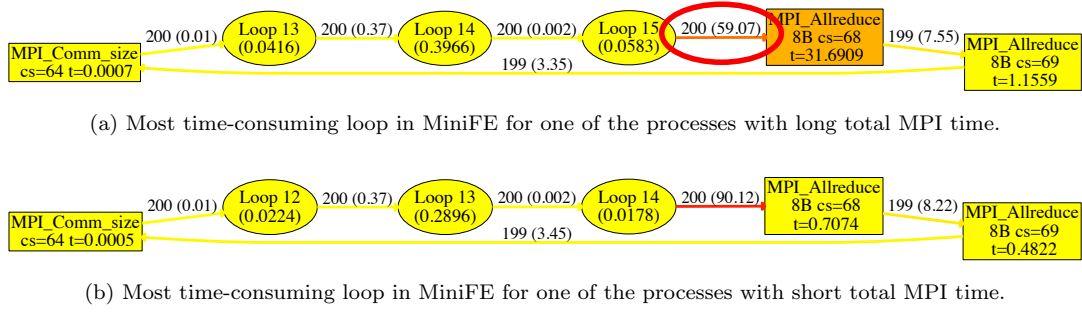 MPI_Comm_size
cs=64 t=0.0007
200 (0.01)
Loop 13
(0.0416)
200 (0.37)
Loop 14
(0.3966)
200 (0.002)
Loop 15
(0.0583)
200 (59.07)
MPI_Allreduce
8B cs=68
t=31.6909
199 (7.55)
MPI_Allreduce
8B cs=69
t=1.1559
199 (3.35)
(a) Most time-consuming loop in MiniFE for one of the processes with long total MPI time.
MPI_Comm_size
cs=64 t=0.0005
200 (0.01)
Loop 12
(0.0224)
200 (0.37)
Loop 13
(0.2896)
200 (0.002)
Loop 14
(0.0178)
200 (90.12)
MPI_Allreduce
8B cs=68
t=0.7074
199 (8.22)
MPI_Allreduce
8B cs=69
t=0.4822
199 (3.45)
(b) Most time-consuming loop in MiniFE for one of the processes with short total MPI time.